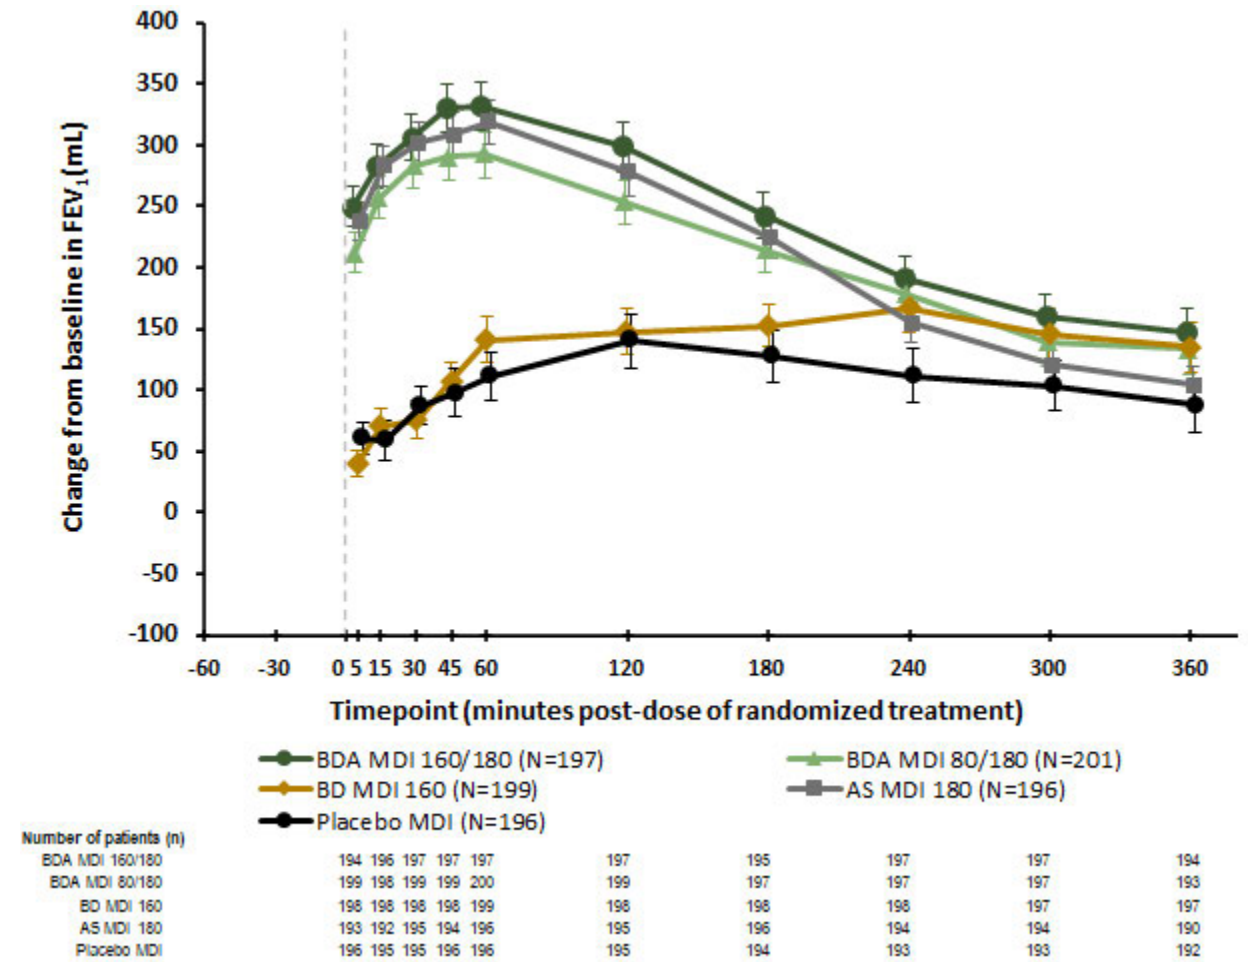 400
350
300
250
200
150
100
50
0
-50
-100
Change from baseline in FEV1(mL)
-60 -30 0 5 15 30 45 60 120 180 240 300 360
Timepoint (minutes post-dose of randomized treatment)
BDA MDI 160/180 (N=197) BDA MDI 80/180 (N=201)
BD MDI 160 (N=199) AS MDI 180 (N=196)
Placebo MDI (N=196)
Number of patients (n)
BDA MDI 160/180 194 196 197 197 197 197 195 197 197 194
BDA MDI 80/180 199 198 199 199 200 199 197 197 197 193
BD MDI 160 198 198 198 198 199 198 198 198 197 197
AS MDI 180 193 192 195 194 196 195 196 194 194 190
Placebo MDI 196 195 195 196 196 195 194 193 193 192